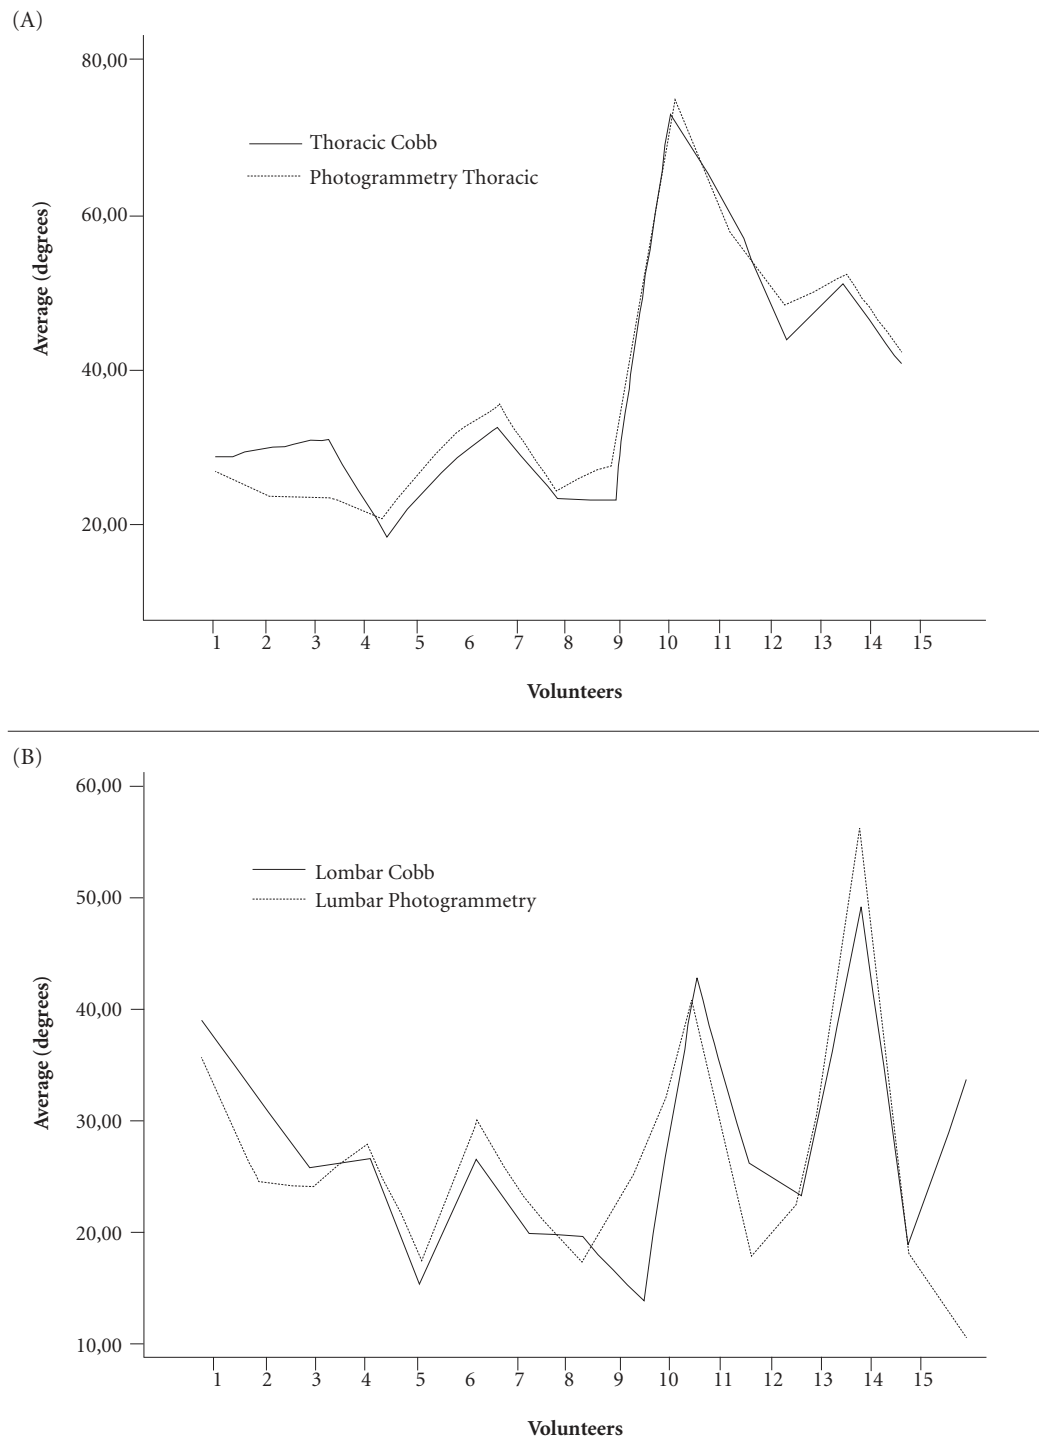 (A)
80,00
Thoracic Cobb
Photogrammetry Thoracic
60,00
Average (degrees)
40,00
20,00
1 2 3 4 5 6 7 8 9 10 11 12 13 14 15
Volunteers
(B)
60,00
Lombar Cobb
50,00
Lumbar Photogrammetry
40,00
Average (degrees)
30,00
20,00
10,00
1 2 3 4 5 6 7 8 9 10 11 12 13 14 15
Volunteers